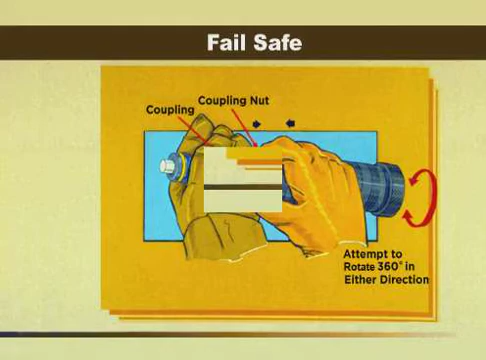 Fail Safe
Coupling Nut
Coupling
Attempt to
Rotate 360° in
Either Direction